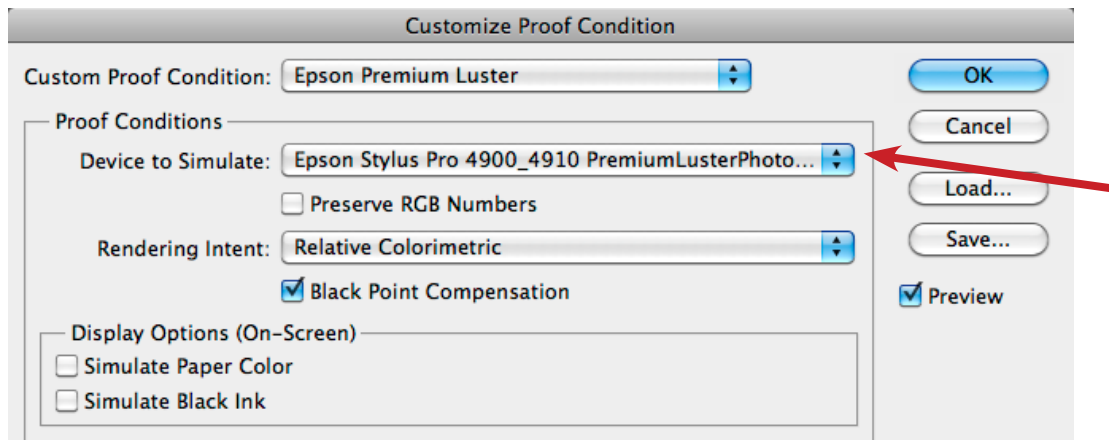 Customize Proof Condition
Custom Proof Condition: Epson Premium Luster
OK
Proof Conditions
Cancel
Device to Simulate: Epson Stylus Pro 4900_4910 PremiumLusterPhoto...
Load...
Preserve RGB Numbers
Rendering Intent: Relative Colorimetric
Save...
Black Point Compensation
Preview
Display Options (On-Screen)
Simulate Paper Color
Simulate Black Ink